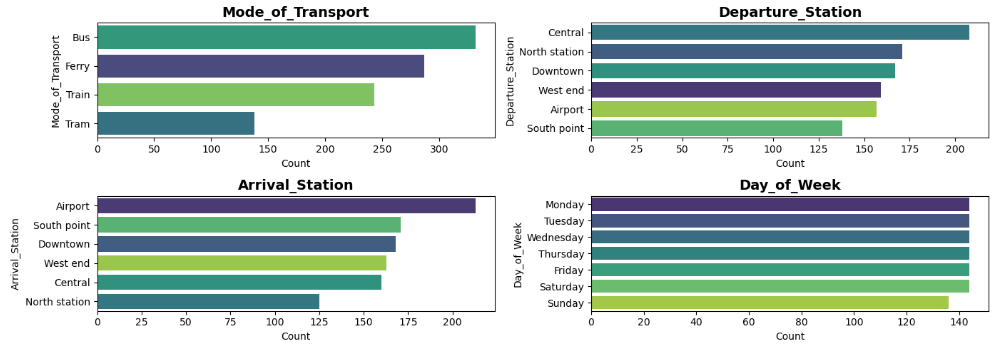 Mode_of_Transport
Mode_of_Transport
Bus
Ferry
Train
Tram
0 50 100 150 200 250 300
Count
Departure_Station
Departure_Station
Central
North station
Downtown
West end
Airport
South point
0 25 50 75 100 125 150 175 200
Count
Arrival_Station
Arrival_Station
Airport
South point
Downtown
West end
Central
North station
0 25 50 75 100 125 150 175 200
Count
Day_of_Week
Day_of_Week
Monday
Tuesday
Wednesday
Thursday
Friday
Saturday
Sunday
0 20 40 60 80 100 120 140
Count